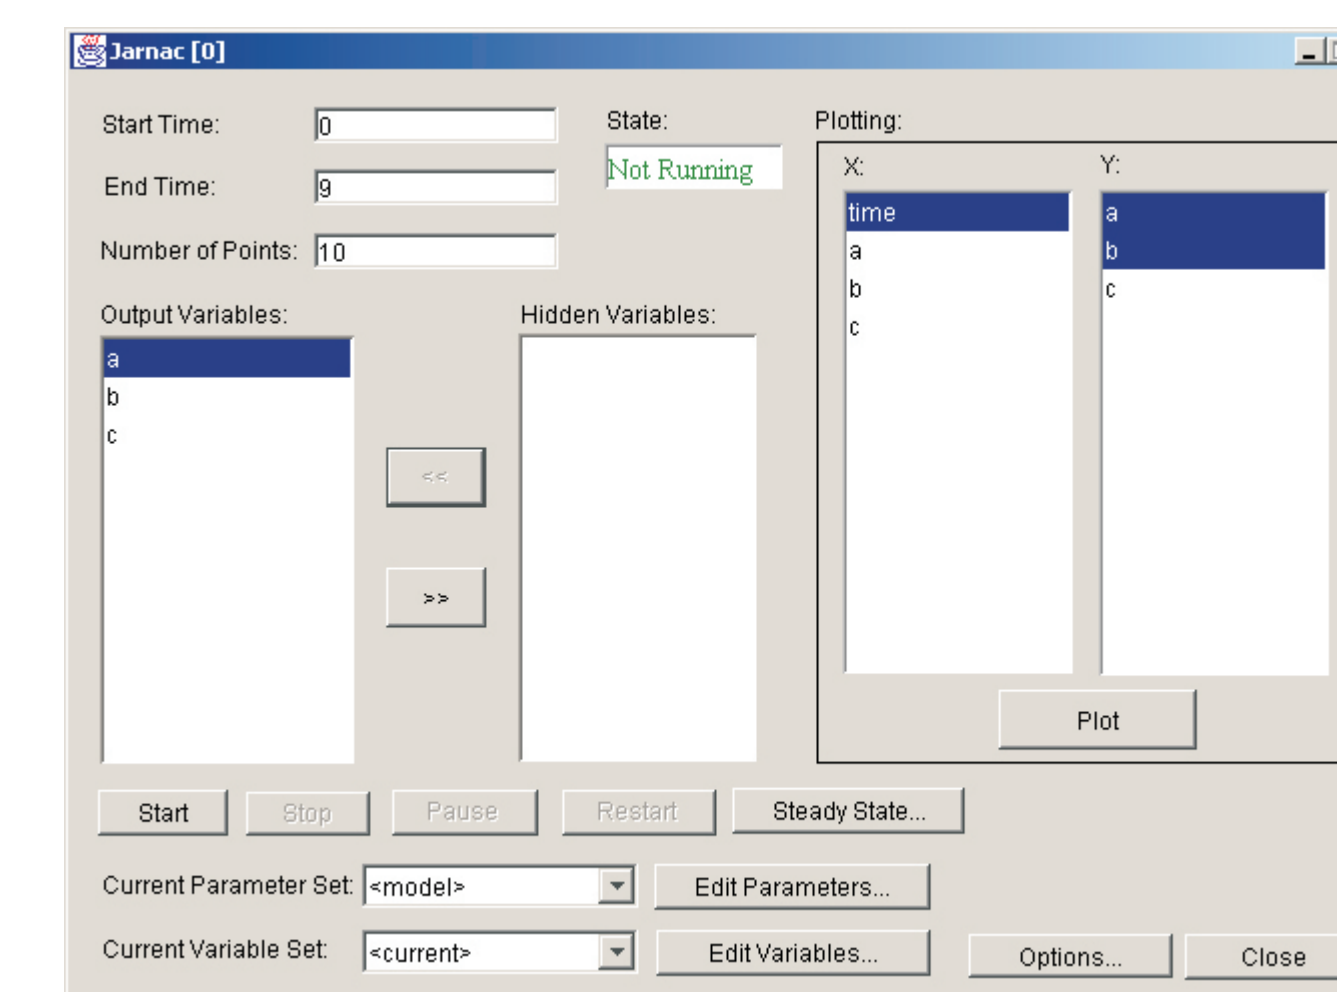 Jarnac [0]
Start Time: 0
End Time: 9
Number of Points: 10
State:
Not Running
Output Variables:
a
b
c
<<
>>
Hidden Variables:
Plotting:
X:
time
a
b
c
Y:
a
b
c
Plot
Start Stop Pause Restart Steady State...
Current Parameter Set: <model> Edit Parameters...
Current Variable Set: <current> Edit Variables... Options... Close